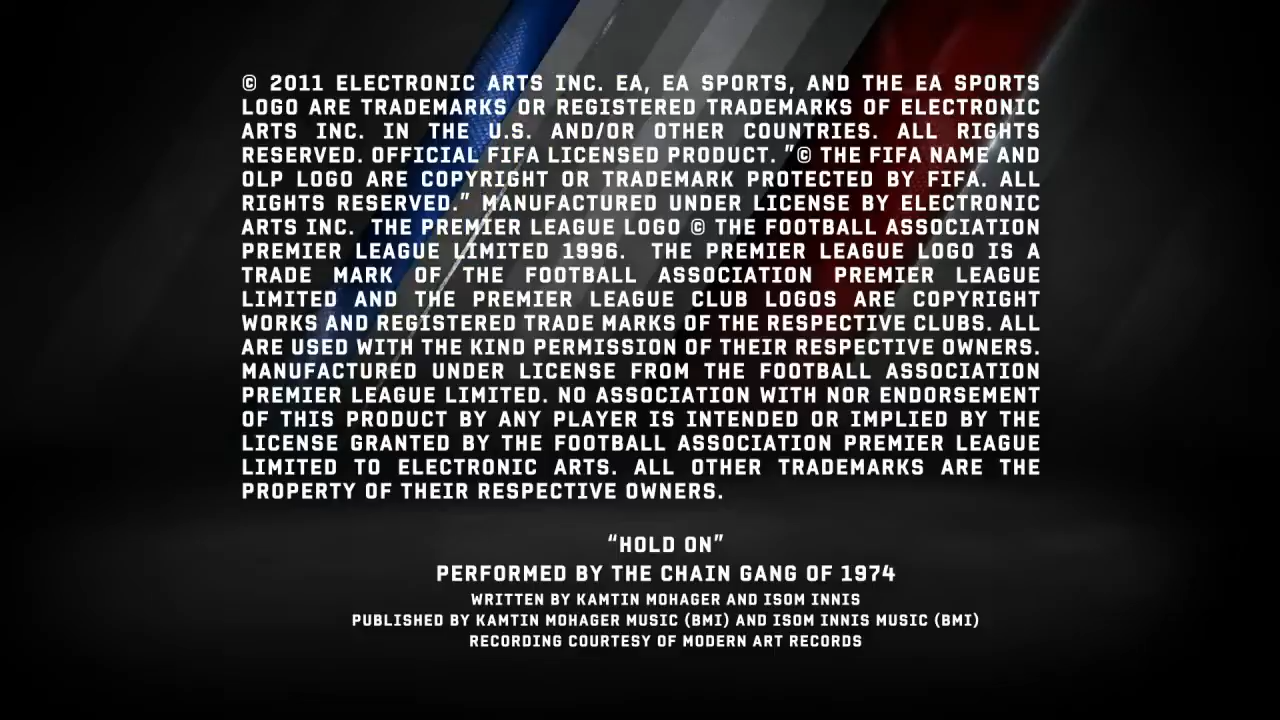 © 2011 ELECTRONIC ARTS INC. EA, EA SPORTS, AND THE EA SPORTS
LOGO ARE TRADEMARKS OR REGISTERED TRADEMARKS OF ELECTRONIC
ARTS INC. IN THE U.S. AND/OR OTHER COUNTRIES. ALL RIGHTS
RESERVED. OFFICIAL FIFA LICENSED PRODUCT. "© THE FIFA NAME AND
OLP LOGO ARE COPYRIGHT OR TRADEMARK PROTECTED BY FIFA. ALL
RIGHTS RESERVED." MANUFACTURED UNDER LICENSE BY ELECTRONIC
ARTS INC. THE PREMIER LEAGUE LOGO © THE FOOTBALL ASSOCIATION
PREMIER LEAGUE LIMITED 1996. THE PREMIER LEAGUE LOGO IS A
TRADE MARK OF THE FOOTBALL ASSOCIATION PREMIER LEAGUE
LIMITED AND THE PREMIER LEAGUE CLUB LOGOS ARE COPYRIGHT
WORKS AND REGISTERED TRADE MARKS OF THE RESPECTIVE CLUBS. ALL
ARE USED WITH THE KIND PERMISSION OF THEIR RESPECTIVE OWNERS.
MANUFACTURED UNDER LICENSE FROM THE FOOTBALL ASSOCIATION
PREMIER LEAGUE LIMITED. NO ASSOCIATION WITH NOR ENDORSEMENT
OF THIS PRODUCT BY ANY PLAYER IS INTENDED OR IMPLIED BY THE
LICENSE GRANTED BY THE FOOTBALL ASSOCIATION PREMIER LEAGUE
LIMITED TO ELECTRONIC ARTS. ALL OTHER TRADEMARKS ARE THE
PROPERTY OF THEIR RESPECTIVE OWNERS.
"HOLD ON"
PERFORMED BY THE CHAIN GANG OF 1974
WRITTEN BY KAMTIN MOHAGER AND ISOM INNIS
PUBLISHED BY KAMTIN MOHAGER MUSIC (BMI) AND ISOM INNIS MUSIC (BMI)
RECORDING COURTESY OF MODERN ART RECORDS